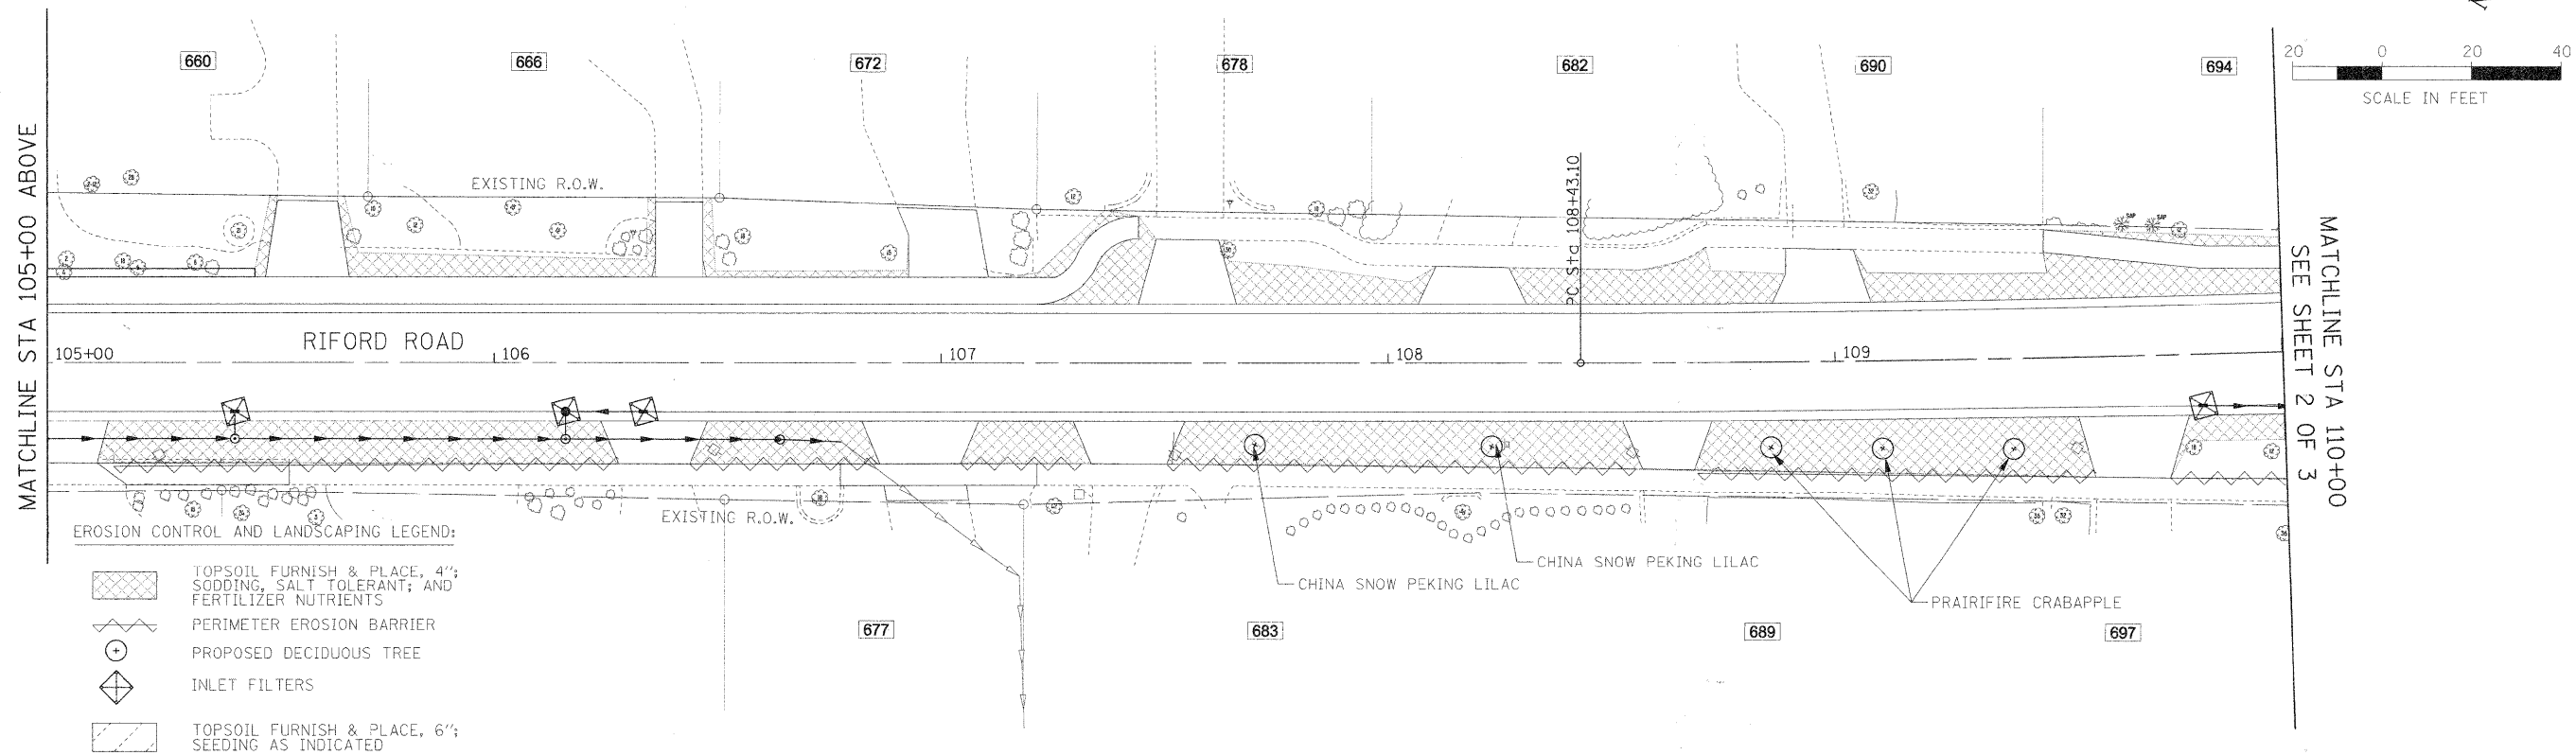 660
666
672
678
682
690
694
20 0 20 40
SCALE IN FEET
MATCHLINE STA 105+00 ABOVE
EXISTING R.O.W.
PC Sta 108+43.10
MATCHLINE STA 110+00
SEE SHEET 2 OF 3
RIFORD ROAD
105+00
106
107
108
109
EXISTING R.O.W.
EROSION CONTROL AND LANDSCAPING LEGEND:
TOPSOIL FURNISH & PLACE, 4";
SODDING, SALT TOLERANT; AND
FERTILIZER NUTRIENTS
PERIMETER EROSION BARRIER
PROPOSED DECIDUOUS TREE
INLET FILTERS
TOPSOIL FURNISH & PLACE, 6";
SEEDING AS INDICATED
CHINA SNOW PEKING LILAC
CHINA SNOW PEKING LILAC
PRAIRIFIRE CRABAPPLE
677
683
689
697